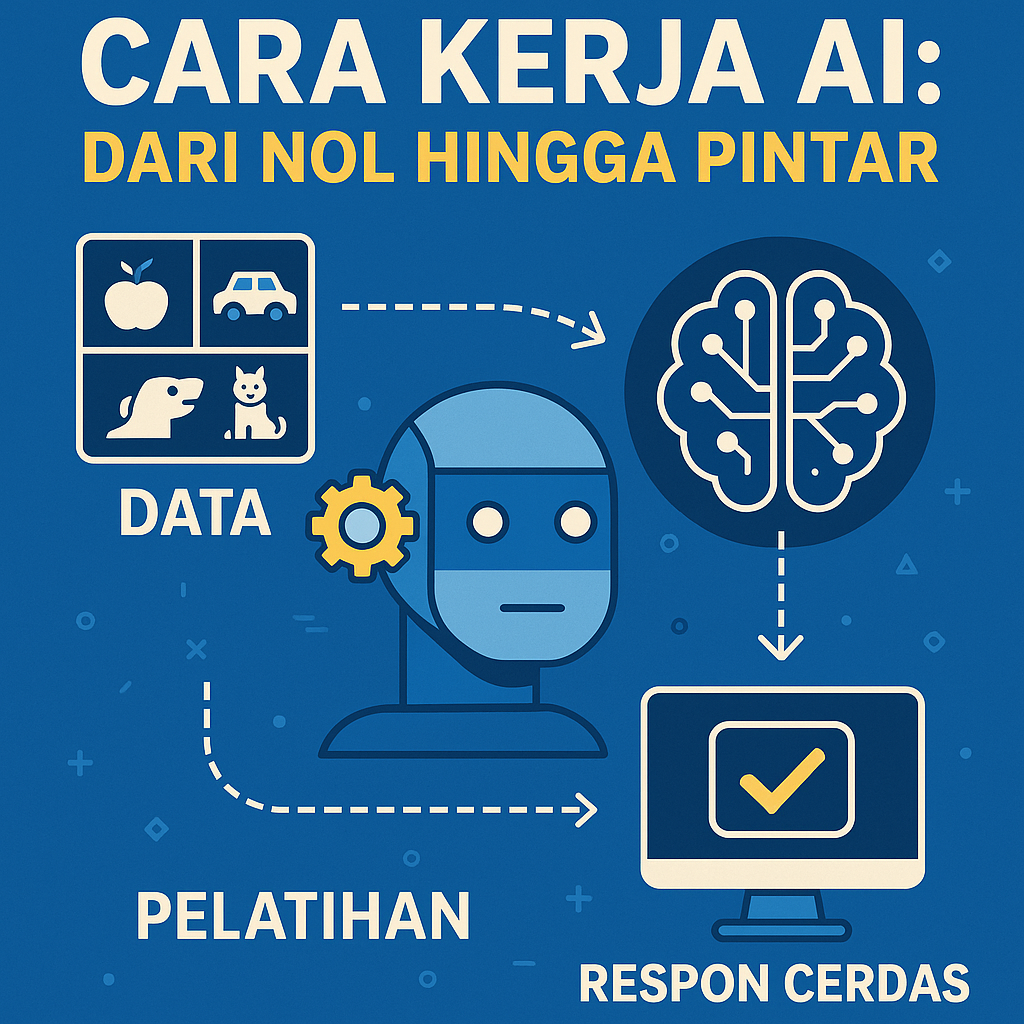 CARA KERJA AI:
DARI NOL HINGGA PINTAR
DATA
PELATIHAN
RESPON CERDAS